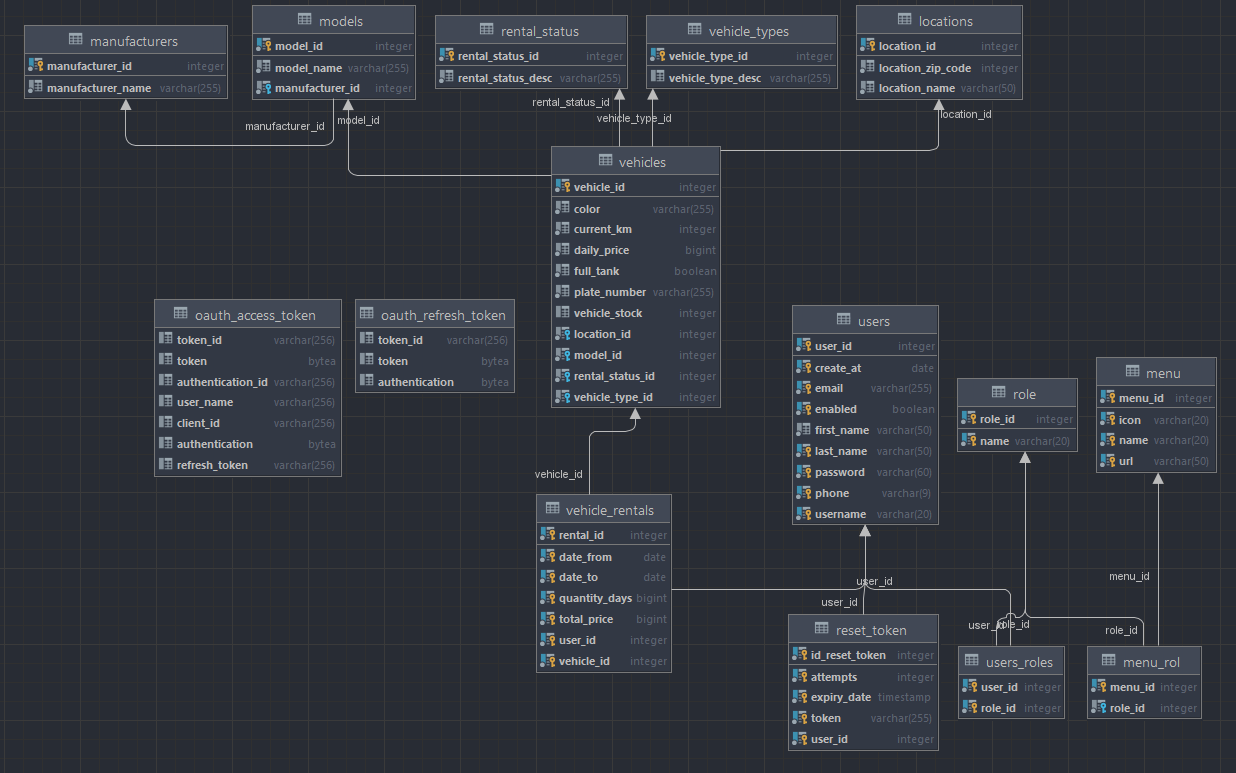 manufacturers
manufacturer_id integer
manufacturer_name varchar(255)
models
model_id integer
model_name varchar(255)
manufacturer_id integer
rental_status
rental_status_id integer
rental_status_desc varchar(255)
vehicle_types
vehicle_type_id integer
vehicle_type_desc varchar(255)
locations
location_id integer
location_zip_code integer
location_name varchar(50)
manufacturer_id
model_id
rental_status_id
vehicle_type_id
location_id
vehicles
vehicle_id integer
color varchar(255)
current_km integer
daily_price bigint
full_tank boolean
plate_number varchar(255)
vehicle_stock integer
location_id integer
model_id integer
rental_status_id integer
vehicle_type_id integer
oauth_access_token
token_id varchar(256)
token bytea
authentication_id varchar(256)
user_name varchar(256)
client_id varchar(256)
authentication bytea
refresh_token varchar(256)
oauth_refresh_token
token_id varchar(256)
token bytea
authentication bytea
users
user_id integer
create_at date
email varchar(255)
enabled boolean
first_name varchar(50)
last_name varchar(50)
password varchar(60)
phone varchar(9)
username varchar(20)
role
role_id integer
name varchar(20)
menu
menu_id integer
icon varchar(20)
name varchar(20)
url varchar(50)
vehicle_id
vehicle_rentals
rental_id integer
date_from date
date_to date
quantity_days bigint
total_price bigint
user_id integer
vehicle_id integer
user_id
user_id
menu_id
user_id
role_id
role_id
reset_token
id_reset_token integer
attempts integer
expiry_date timestamp
token varchar(255)
user_id integer
users_roles
user_id integer
role_id integer
menu_rol
menu_id integer
role_id integer